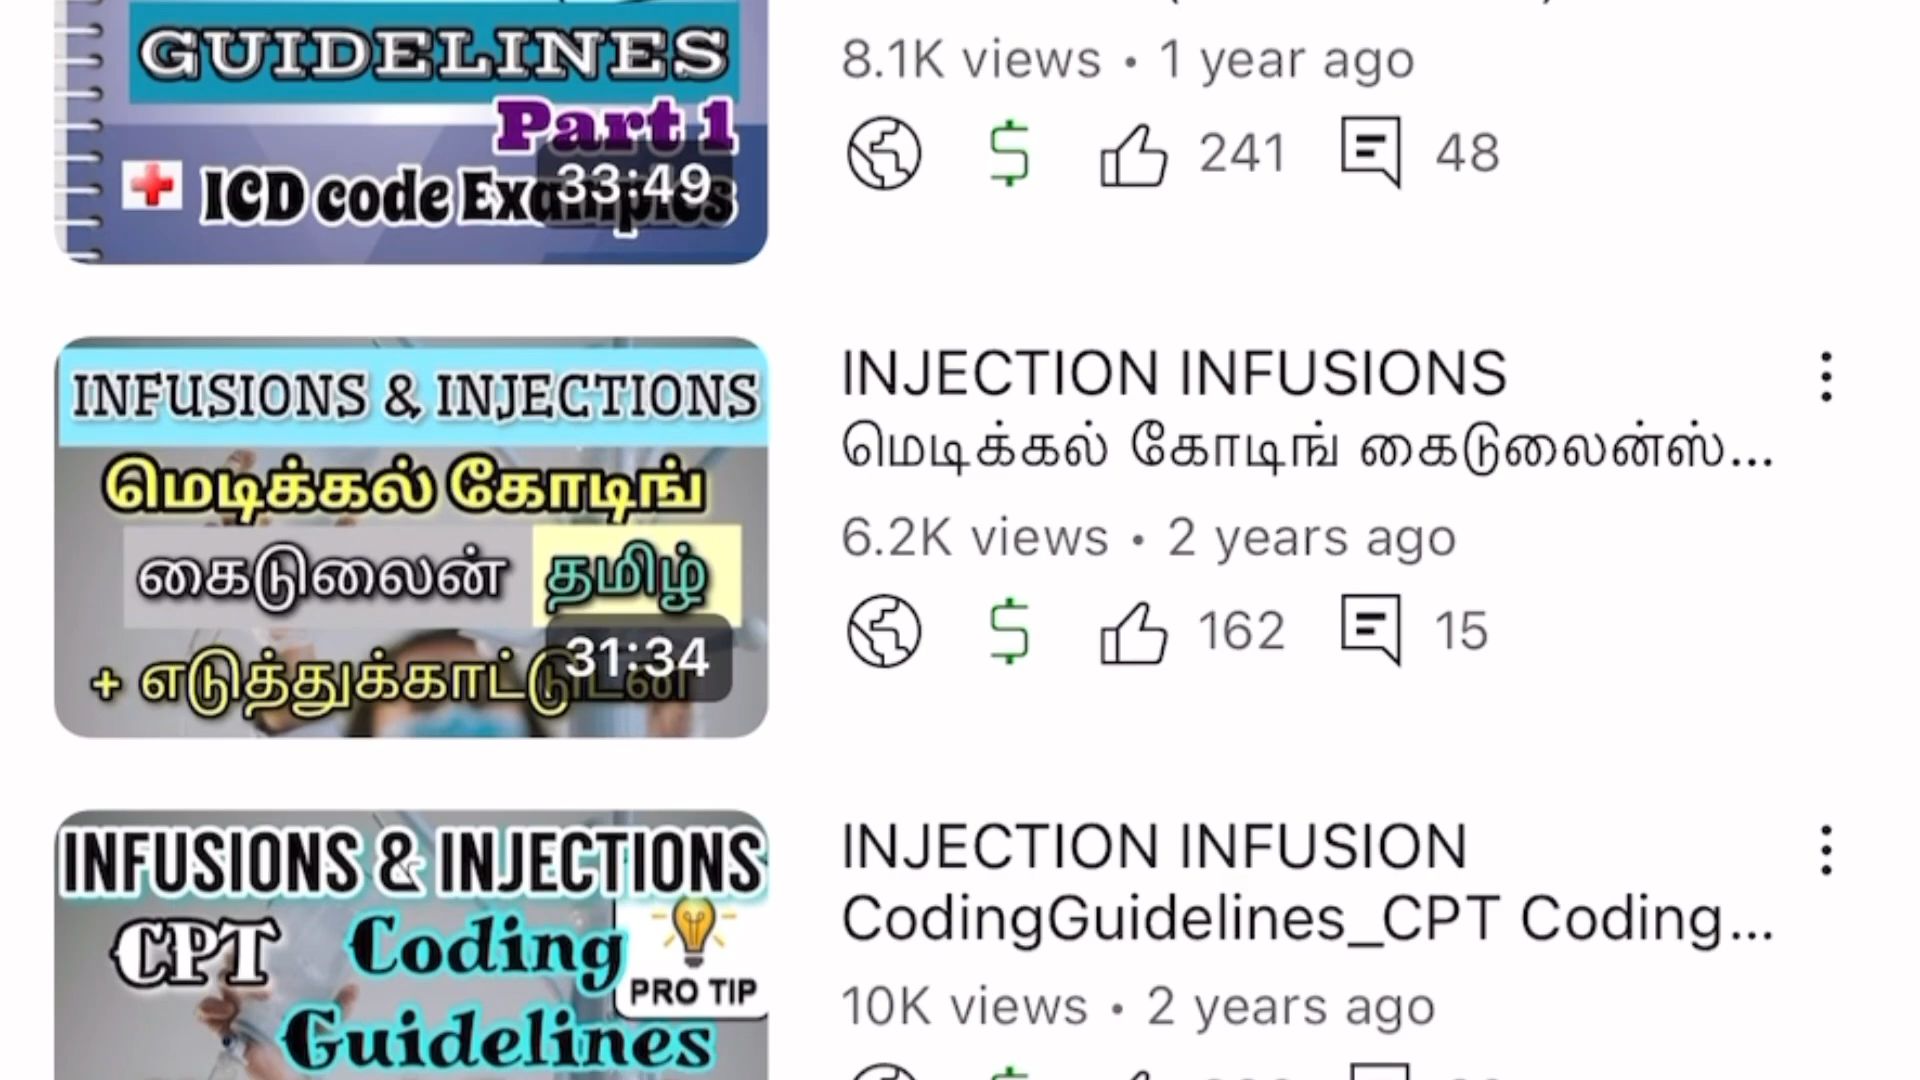 GUIDELINES
Part 1
ICD code Examples
33:49
8.1K views • 1 year ago
241
48
INFUSIONS & INJECTIONS
மெடிக்கல் கோடிங்
கைடுலைன் தமிழ்
+ எடுத்துக்காட்டுடன்
31:34
INJECTION INFUSIONS
மெடிக்கல் கோடிங் கைடுலைன்ஸ்...
6.2K views • 2 years ago
162
15
INFUSIONS & INJECTIONS
CPT Coding
PRO TIP
Guidelines
INJECTION INFUSION
CodingGuidelines_CPT Coding...
10K views • 2 years ago